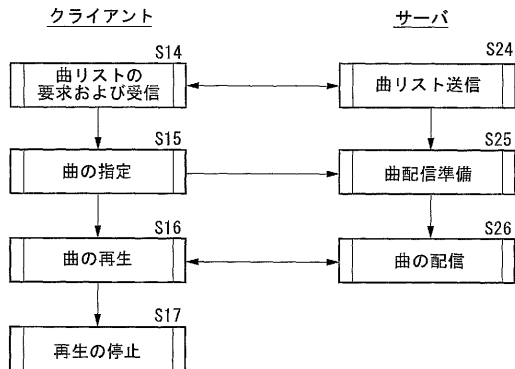 クライアント
サーバ
S14
曲リストの
要求および受信
S24
曲リスト送信
S15
曲の指定
S25
曲配信準備
S16
曲の再生
S26
曲の配信
S17
再生の停止